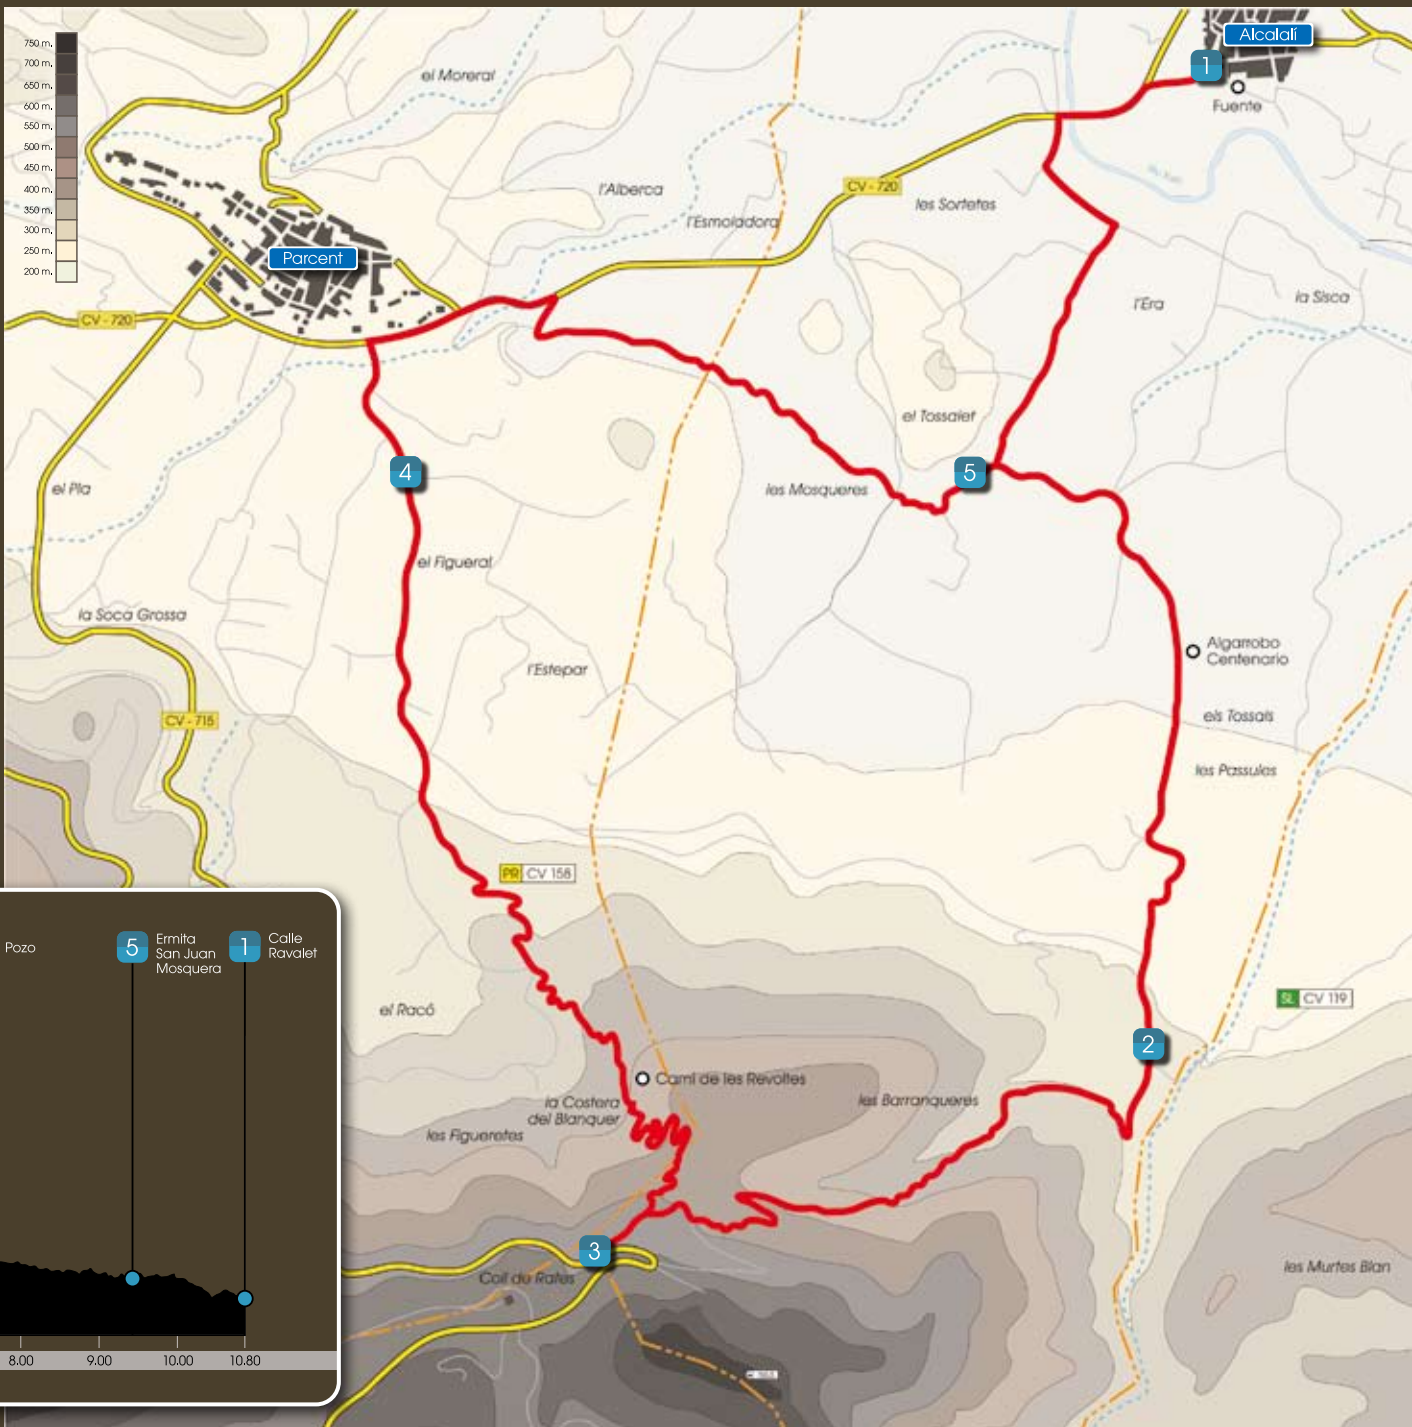 750 m.
700 m.
650 m.
600 m.
550 m.
500 m.
450 m.
400 m.
350 m.
300 m.
250 m.
200 m.
Alcalalí
1
Fuente
el Moreral
l'Alberca
l'Esmoladora
CV - 720
les Sortetes
Parcent
CV - 720
l'Era
la Sisca
el Tossalet
4
5
el Pla
les Mosqueres
el Figueral
la Soca Grossa
Algarrobo
Centenario
l'Estepar
CV - 715
els Tossals
les Passules
PR CV 158
SL CV 119
el Racó
2
Camí de les Revoltes
la Costera
del Blanquer
les Barranqueres
les Figueretes
3
Coll de Rates
les Murtes Blan
Pozo
5 Ermita
San Juan
Mosquera
1 Calle
Ravalet
8.00 9.00 10.00 10.80